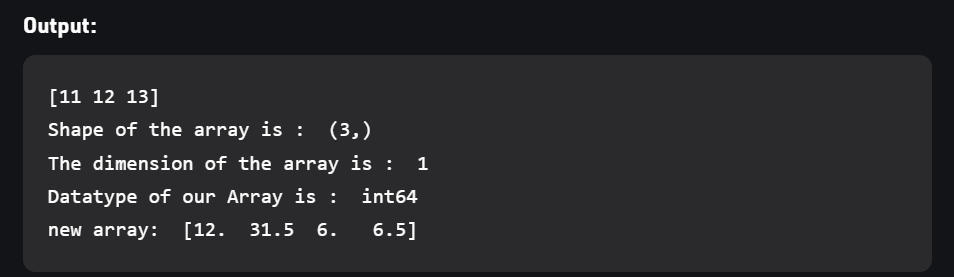 Output:
[11 12 13]
Shape of the array is :  (3,)
The dimension of the array is :  1
Datatype of our Array is :  int64
new array:  [12.  31.5  6.   6.5]